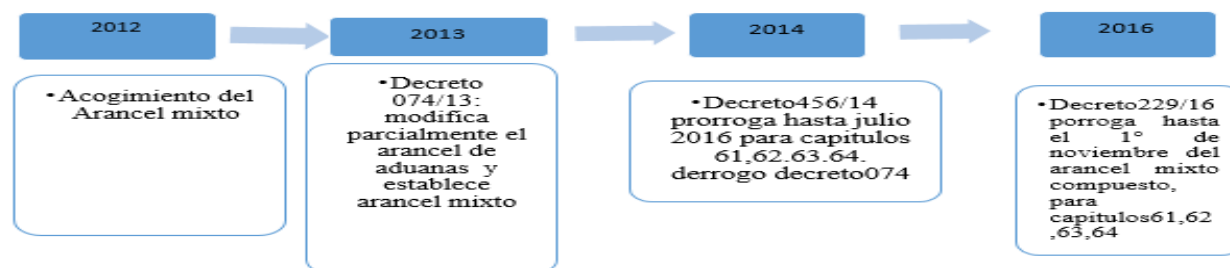 2012
•Acogimiento del
Arancel mixto
2013
•Decreto
074/13:
modifica
parcialmente el
arancel de
aduanas y
establece
arancel mixto
2014
•Decreto456/14
prorroga hasta julio
2016 para capitulos
61,62.63.64.
derrogo decreto074
2016
•Decreto229/16
porroga hasta
el 1° de
noviembre del
arancel mixto
compuesto,
para
capitulos61,62
,63,64